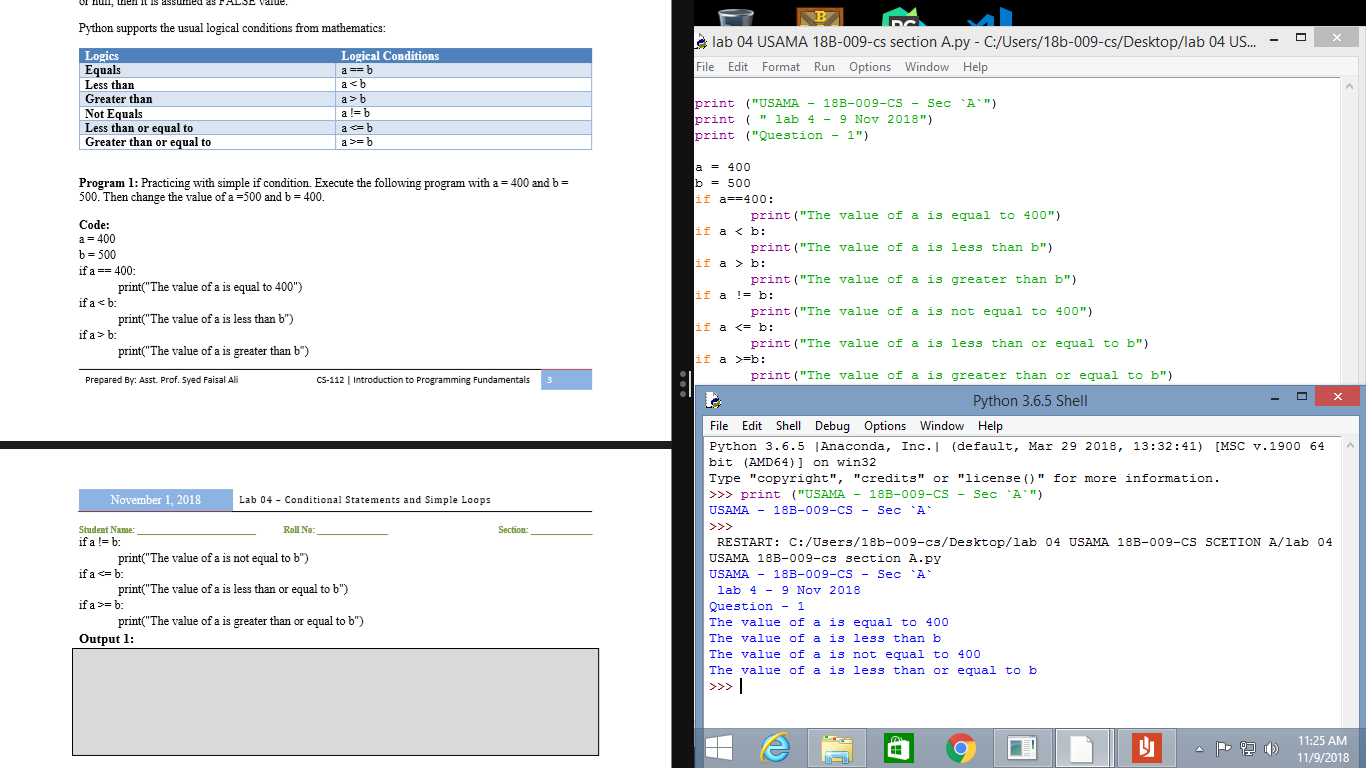 or null, then it is assumed as FALSE value.
Python supports the usual logical conditions from mathematics:
Logics Logical Conditions
Equals a == b
Less than a < b
Greater than a > b
Not Equals a != b
Less than or equal to a <= b
Greater than or equal to a >= b
Program 1: Practicing with simple if condition. Execute the following program with a = 400 and b =
500. Then change the value of a =500 and b = 400.
Code:
a = 400
b = 500
if a == 400:
print("The value of a is equal to 400")
if a < b:
print("The value of a is less than b")
if a > b:
print("The value of a is greater than b")
Prepared By: Asst. Prof. Syed Faisal Ali CS-112 | Introduction to Programming Fundamentals 3
November 1, 2018 Lab 04 – Conditional Statements and Simple Loops
Student Name: Roll No: Section:
if a != b:
print("The value of a is not equal to b")
if a <= b:
print("The value of a is less than or equal to b")
if a >= b:
print("The value of a is greater than or equal to b")
Output 1:
lab 04 USAMA 18B-009-cs section A.py - C:/Users/18b-009-cs/Desktop/lab 04 US...
File Edit Format Run Options Window Help
print ("USAMA - 18B-009-CS - Sec `A`")
print ( " lab 4 - 9 Nov 2018")
print ("Question - 1")
a = 400
b = 500
if a==400:
print("The value of a is equal to 400")
if a < b:
print("The value of a is less than b")
if a > b:
print("The value of a is greater than b")
if a != b:
print("The value of a is not equal to 400")
if a <= b:
print("The value of a is less than or equal to b")
if a >=b:
print("The value of a is greater than or equal to b")
Python 3.6.5 Shell
File Edit Shell Debug Options Window Help
Python 3.6.5 |Anaconda, Inc.| (default, Mar 29 2018, 13:32:41) [MSC v.1900 64
bit (AMD64)] on win32
Type "copyright", "credits" or "license()" for more information.
>>> print ("USAMA - 18B-009-CS - Sec `A`")
USAMA - 18B-009-CS - Sec `A`
>>>
RESTART: C:/Users/18b-009-cs/Desktop/lab 04 USAMA 18B-009-CS SCETION A/lab 04
USAMA 18B-009-cs section A.py
USAMA - 18B-009-CS - Sec `A`
lab 4 - 9 Nov 2018
Question - 1
The value of a is equal to 400
The value of a is less than b
The value of a is not equal to 400
The value of a is less than or equal to b
>>>
11:25 AM
11/9/2018